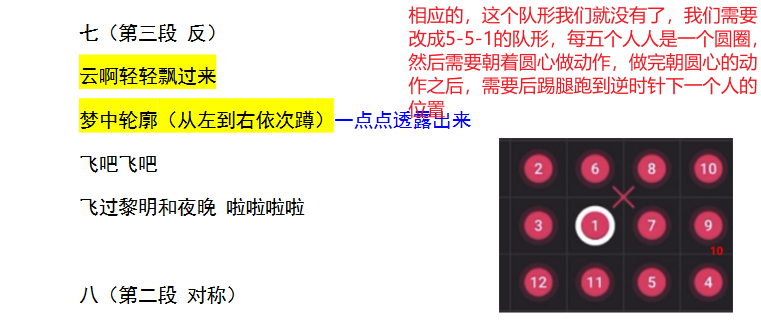 七（第三段 反）
云啊轻轻飘过来
梦中轮廓（从左到右依次蹲）一点点透露出来
飞吧飞吧
飞过黎明和夜晚 啦啦啦啦
八（第二段 对称）
相应的，这个队形我们就没有了，我们需要
改成5-5-1的队形，每五个人人是一个圆圈，
然后需要朝着圆心做动作，做完朝圆心的动
作之后，需要后踢腿跑到逆时针下一个人的
位置
2 6 8 10
3 1 7 9
10
12 11 5 4